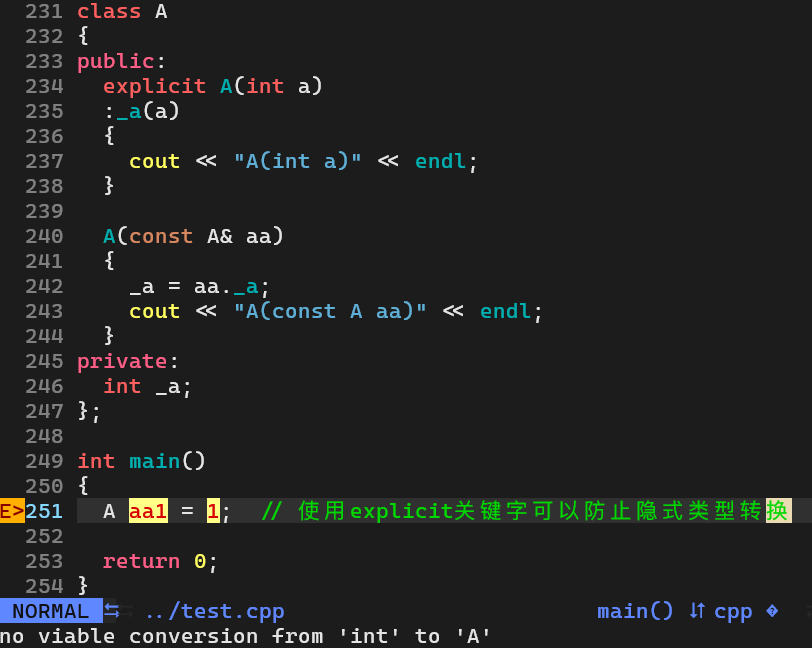 231 class A
232 {
233 public:
234   explicit A(int a)
235   :_a(a)
236   {
237     cout << "A(int a)" << endl;
238   }
239
240   A(const A& aa)
241   {
242     _a = aa._a;
243     cout << "A(const A aa)" << endl;
244   }
245 private:
246   int _a;
247 };
248
249 int main()
250 {
E>251   A aa1 = 1;  // 使用explicit关键字可以防止隐式类型转换
252
253   return 0;
254 }
NORMAL ../test.cpp main() cpp
no viable conversion from 'int' to 'A'